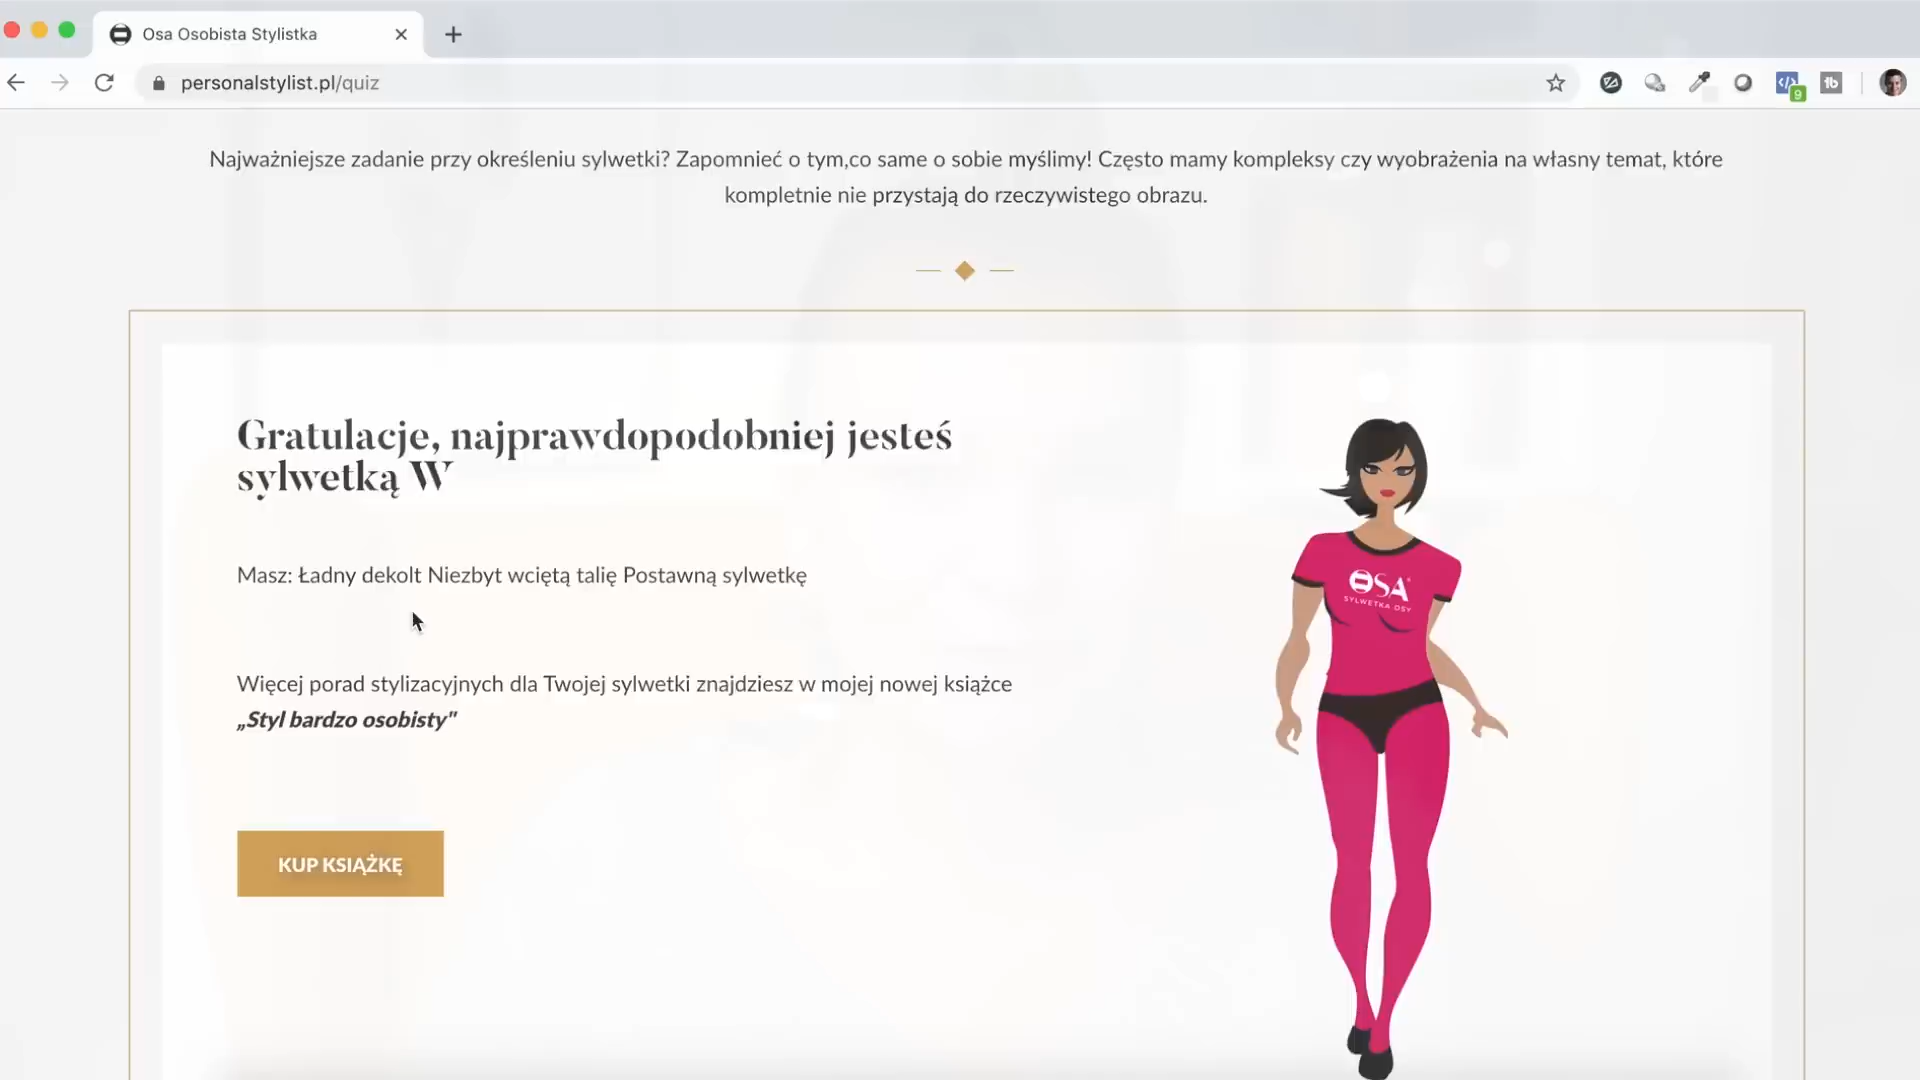 Osa Osobista Stylistka
personalstylist.pl/quiz
9
Najważniejsze zadanie przy określeniu sylwetki? Zapomnieć o tym,co same o sobie myślimy! Często mamy kompleksy czy wyobrażenia na własny temat, które
kompletnie nie przystają do rzeczywistego obrazu.
Gratulacje, najprawdopodobniej jesteś
sylwetką W
Masz: Ładny dekolt Niezbyt wciętą talię Postawną sylwetkę
OSA
SYLWETKA OSY
Więcej porad stylizacyjnych dla Twojej sylwetki znajdziesz w mojej nowej książce
„Styl bardzo osobisty"
KUP KSIĄŻKĘ